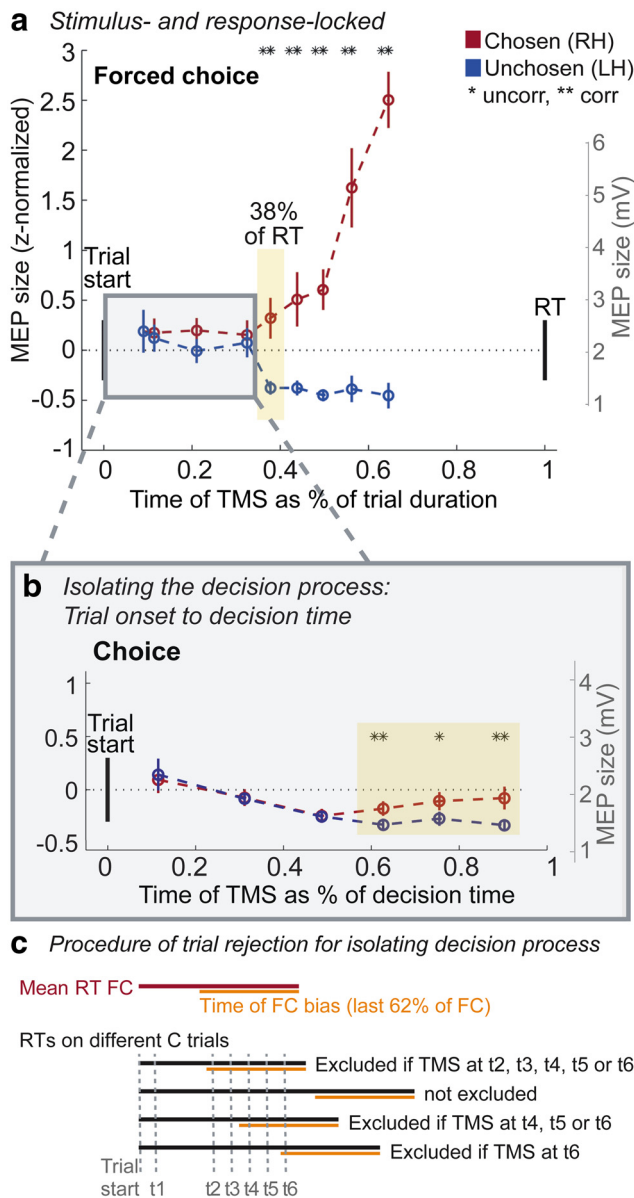 a Stimulus- and response-locked
Forced choice
Chosen (RH)
Unchosen (LH)
* uncorr, ** corr
** ** ** ** **
3
2.5
2
1.5
1
0.5
0
-0.5
-1
MEP size (z-normalized)
6
5
4
3
2
1
MEP size (mV)
38%
of RT
Trial
start
RT
0 0.2 0.4 0.6 0.8 1
Time of TMS as % of trial duration
b Isolating the decision process:
Trial onset to decision time
Choice
Trial
start
** * **
1
0.5
0
-0.5
4
3
2
1
MEP size (mV)
0 0.2 0.4 0.6 0.8 1
Time of TMS as % of decision time
c Procedure of trial rejection for isolating decision process
Mean RT FC
Time of FC bias (last 62% of FC)
RTs on different C trials
Excluded if TMS at t2, t3, t4, t5 or t6
not excluded
Excluded if TMS at t4, t5 or t6
Excluded if TMS at t6
Trial
start t1 t2 t3 t4 t5 t6